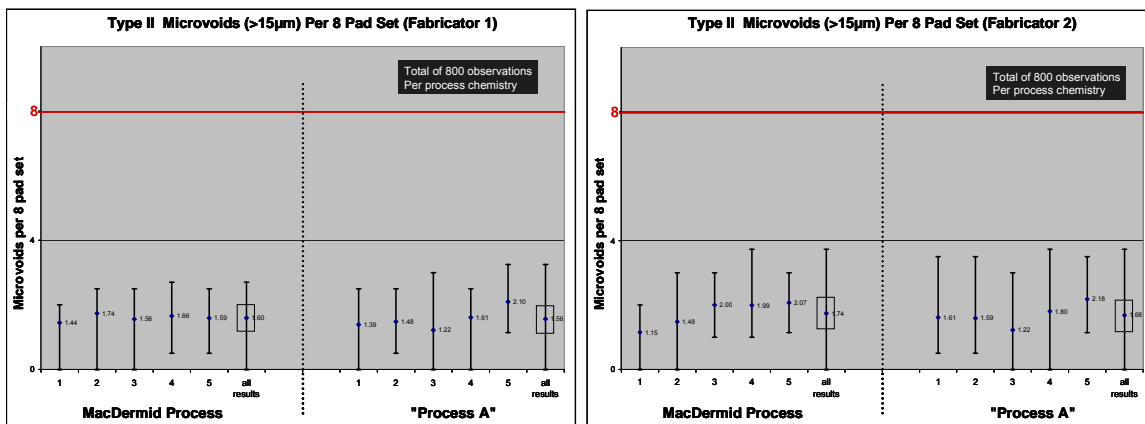 Type II Microvoids (>15µm) Per 8 Pad Set (Fabricator 1)
Total of 800 observations
Per process chemistry
8
4
0
Microvoids per 8 pad set
1.44
1.74
1.56
1.66
1.59
1.60
1.39
1.48
1.22
1.61
2.10
1.56
1 2 3 4 5 all results
1 2 3 4 5 all results
MacDermid Process
"Process A"
Type II Microvoids (>15µm) Per 8 Pad Set (Fabricator 2)
Total of 800 observations
Per process chemistry
8
4
0
Microvoids per 8 pad set
1.15
1.48
2.00
1.99
2.07
1.74
1.61
1.59
1.22
1.80
2.18
1.68
1 2 3 4 5 all results
1 2 3 4 5 all results
MacDermid Process
"Process A"